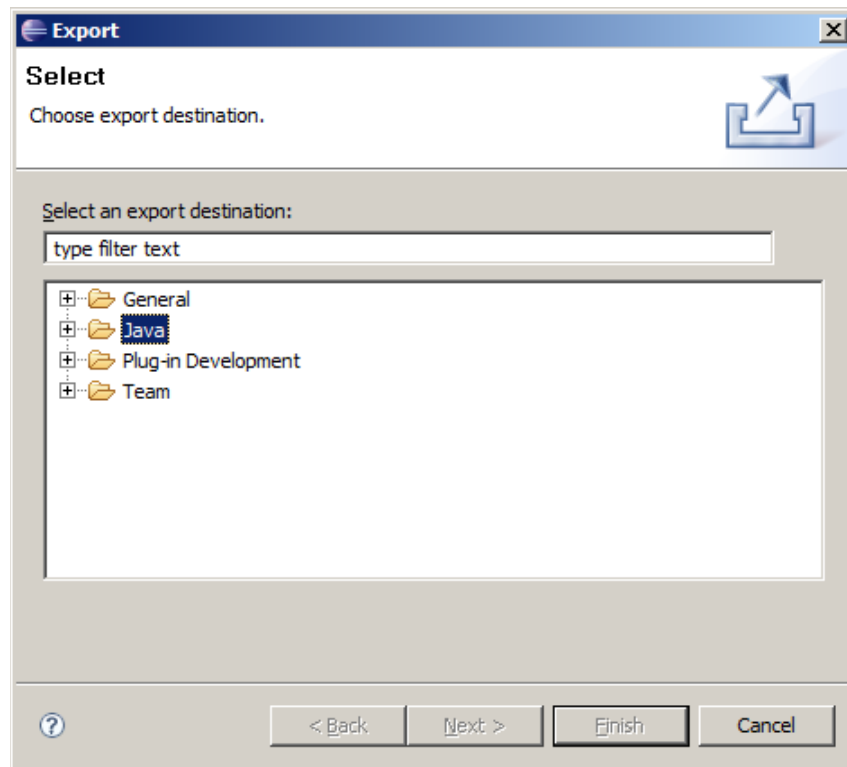 Export
Select
Choose export destination.
Select an export destination:
type filter text
General
Java
Plug-in Development
Team
< Back Next > Finish Cancel